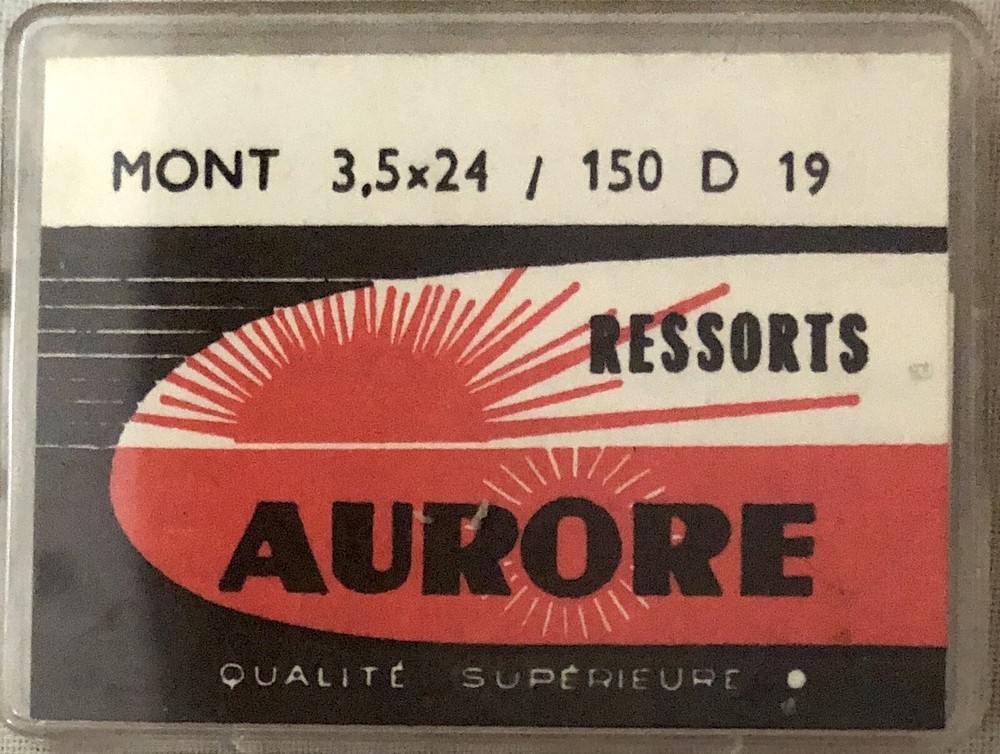 MONT 3,5×24 / 150 D 19
RESSORTS
AURORE
QUALITÉ SUPÉRIEURE